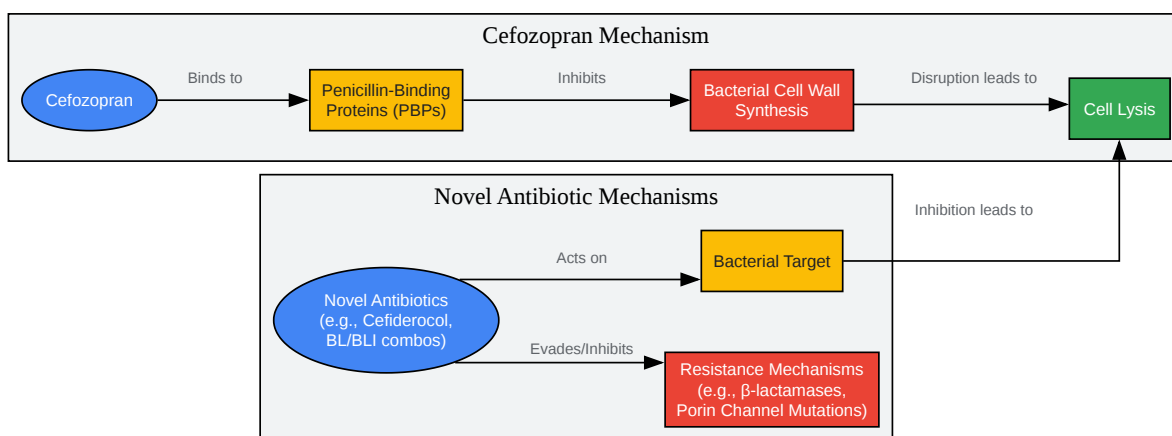 Cefozopran Mechanism
Cefozopran
Binds to
Penicillin-Binding
Proteins (PBPs)
Inhibits
Bacterial Cell Wall
Synthesis
Disruption leads to
Cell Lysis
Novel Antibiotic Mechanisms
Novel Antibiotics
(e.g., Cefiderocol,
BL/BLI combos)
Acts on
Bacterial Target
Inhibition leads to
Evades/Inhibits
Resistance Mechanisms
(e.g., β-lactamases,
Porin Channel Mutations)